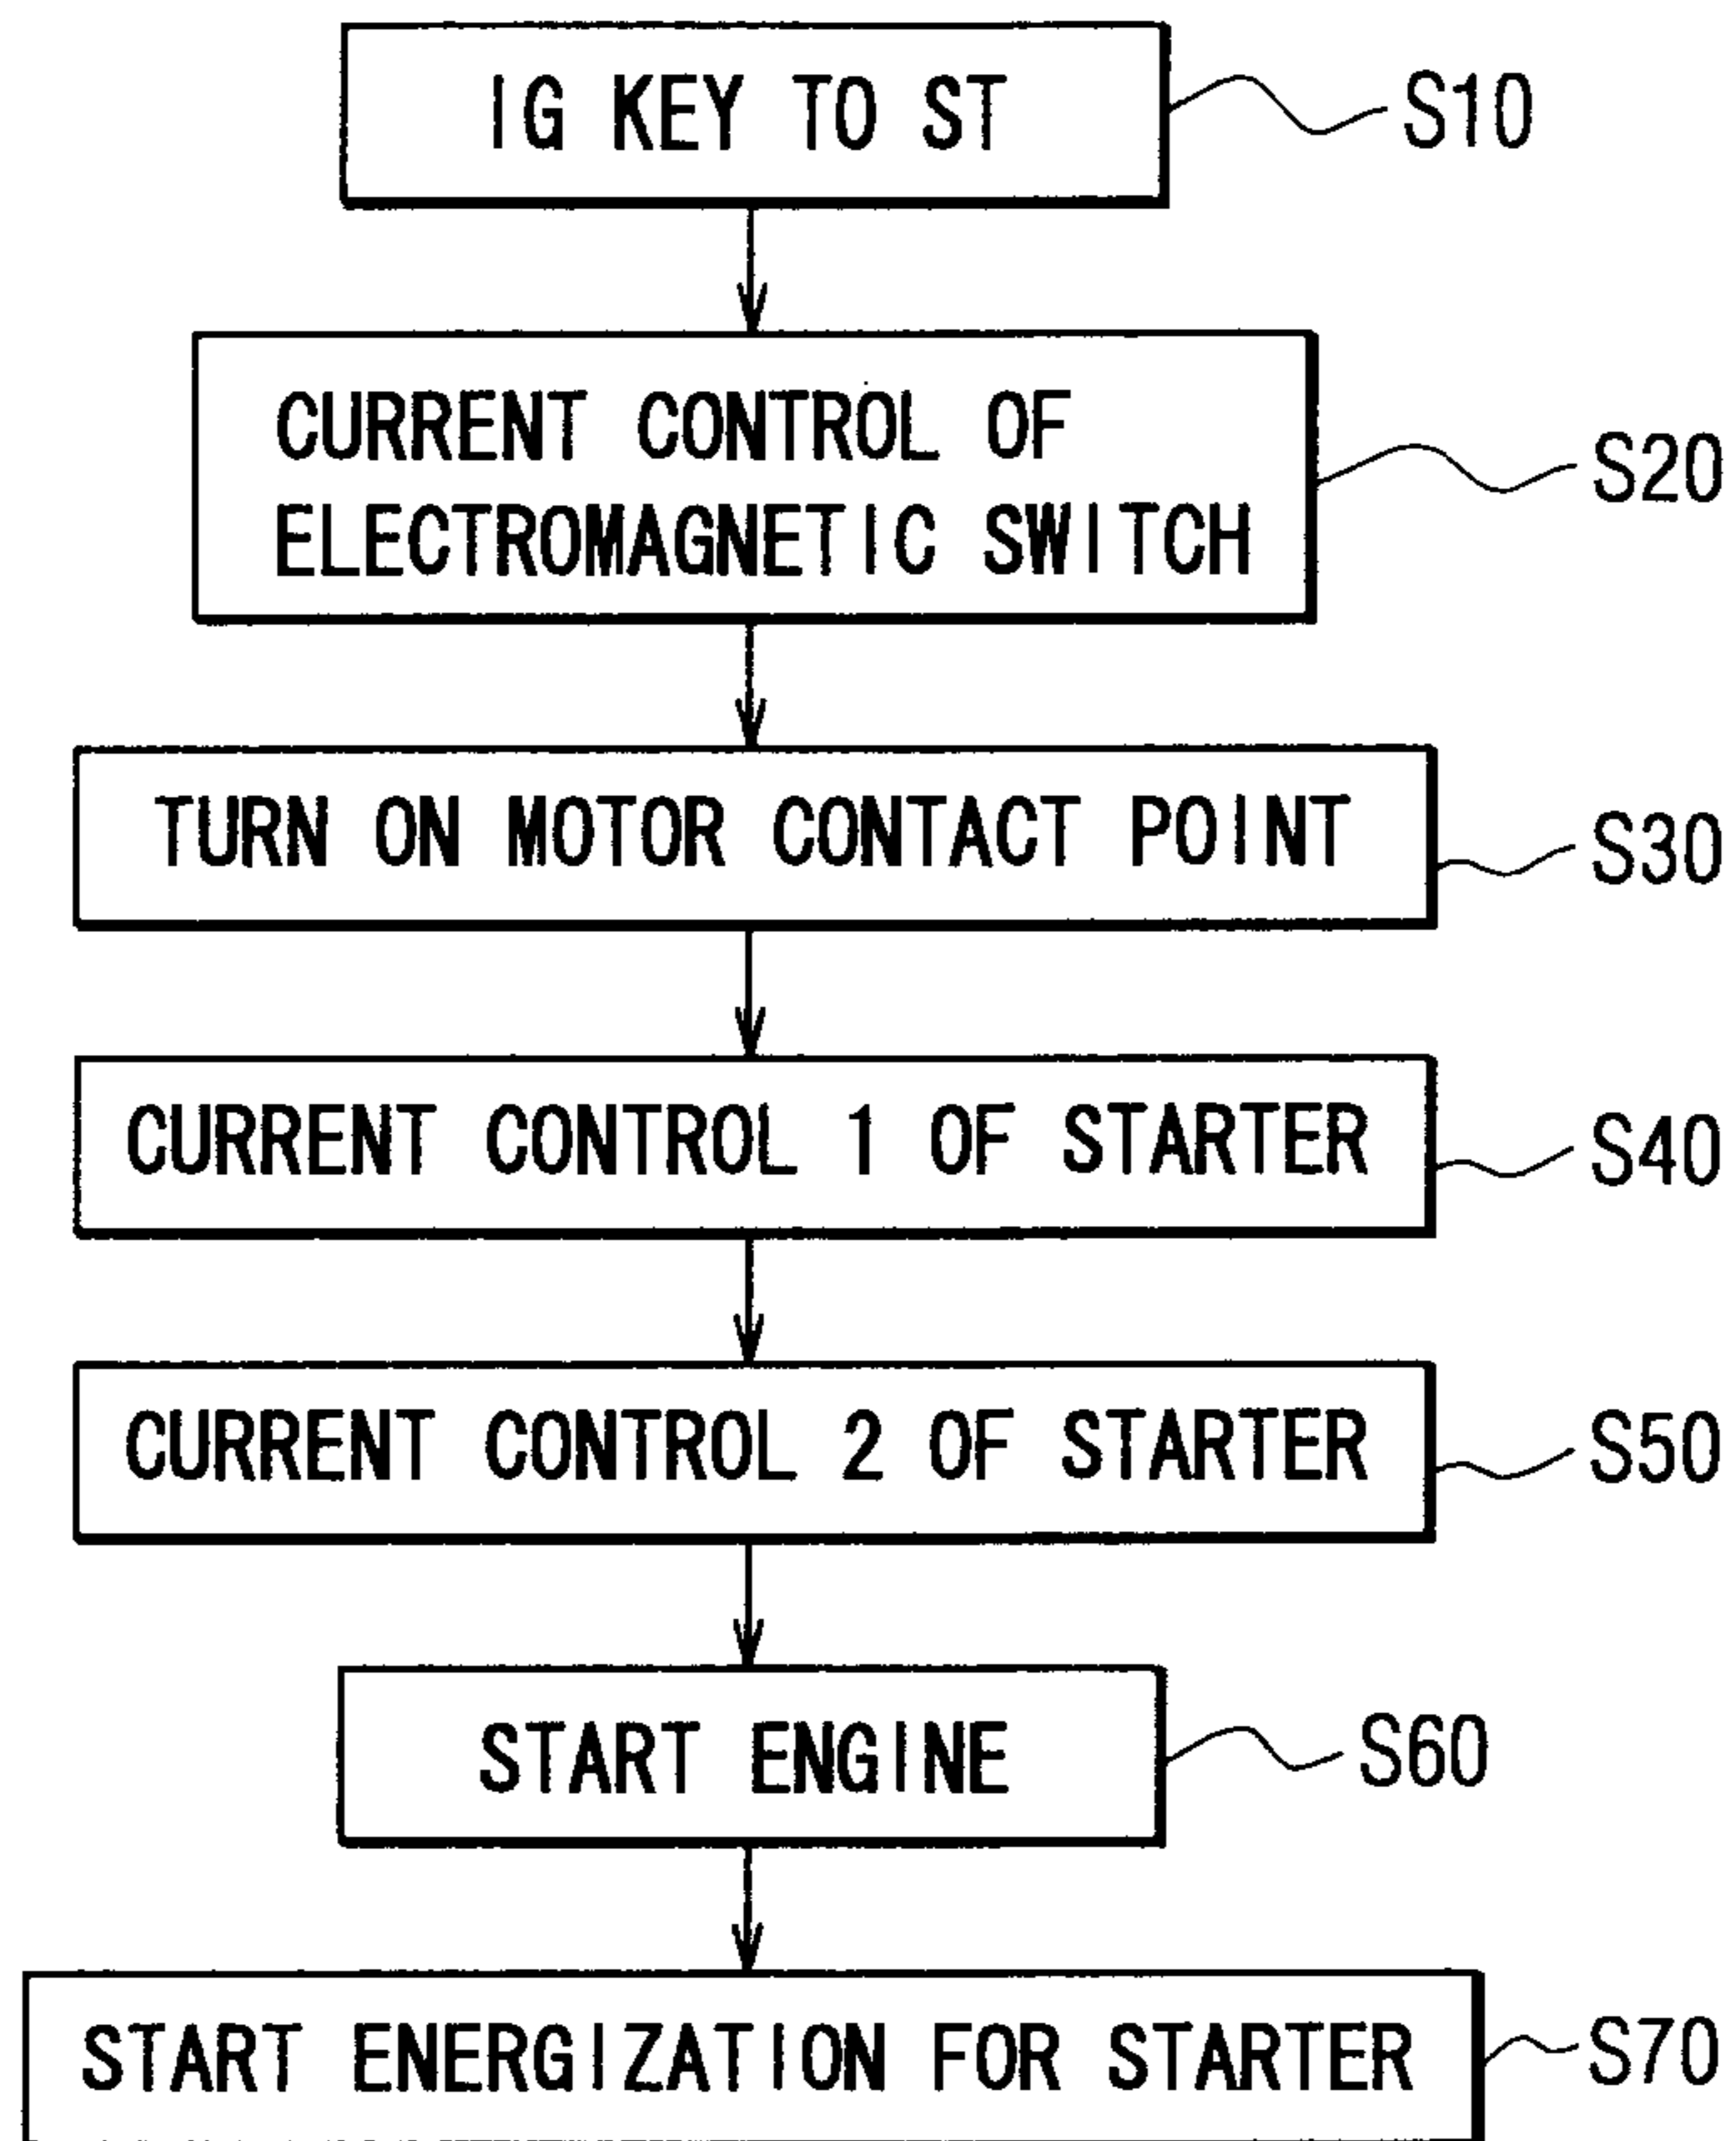 IG KEY TO ST
S10
CURRENT CONTROL OF
ELECTROMAGNETIC SWITCH
S20
TURN ON MOTOR CONTACT POINT
S30
CURRENT CONTROL 1 OF STARTER
S40
CURRENT CONTROL 2 OF STARTER
S50
START ENGINE
S60
START ENERGIZATION FOR STARTER
S70